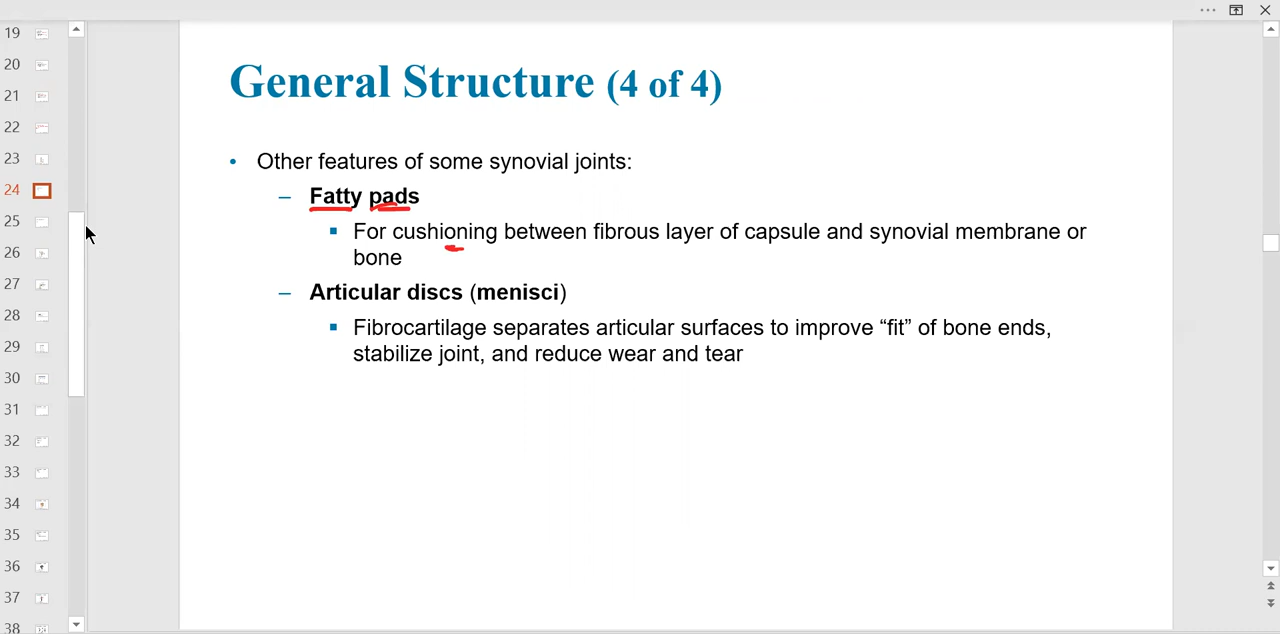 19
20
21
22
23
24
25
26
27
28
29
30
31
32
33
34
35
36
37
38
General Structure (4 of 4)
• Other features of some synovial joints:
– Fatty pads
▪ For cushioning between fibrous layer of capsule and synovial membrane or
bone
– Articular discs (menisci)
▪ Fibrocartilage separates articular surfaces to improve “fit” of bone ends,
stabilize joint, and reduce wear and tear